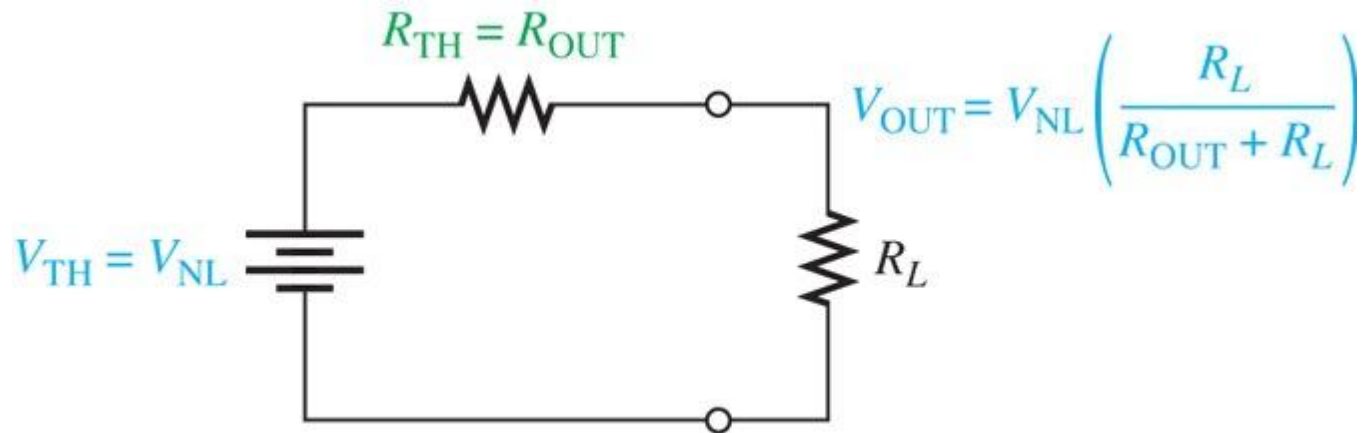 R_TH = R_OUT
V_OUT = V_NL ( R_L / (R_OUT + R_L) )
V_TH = V_NL
R_L